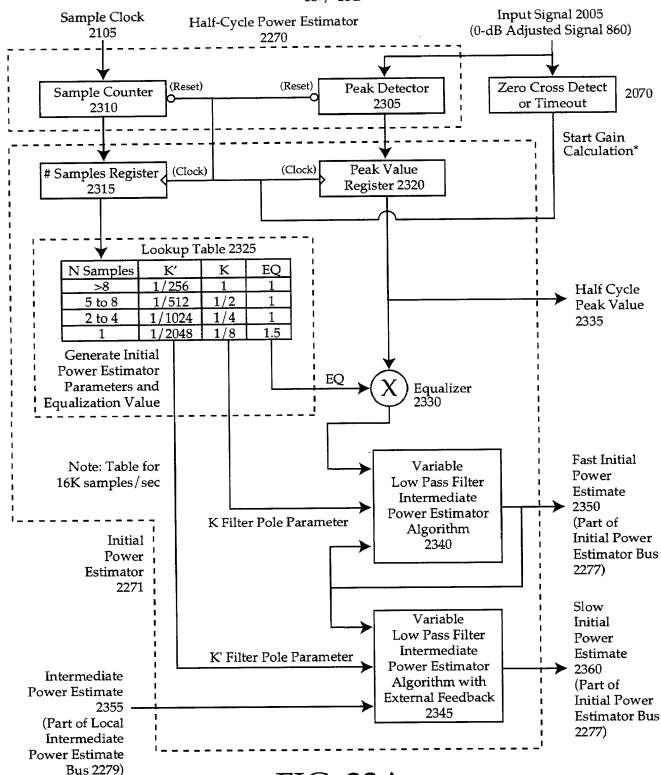 Sample Clock
2105
Half-Cycle Power Estimator
2270
Input Signal 2005
(0-dB Adjusted Signal 860)
Sample Counter
2310
(Reset)
(Reset)
Peak Detector
2305
Zero Cross Detect
or Timeout
2070
Start Gain
Calculation*
# Samples Register
2315
(Clock)
(Clock)
Peak Value
Register 2320
Lookup Table 2325
N Samples K' K EQ
>8 1/256 1 1
5 to 8 1/512 1/2 1
2 to 4 1/1024 1/4 1
1 1/2048 1/8 1.5
Generate Initial
Power Estimator
Parameters and
Equalization Value
Half Cycle
Peak Value
2335
EQ
X
Equalizer
2330
Note: Table for
16K samples/sec
K Filter Pole Parameter
Variable
Low Pass Filter
Intermediate
Power Estimator
Algorithm
2340
Fast Initial
Power
Estimate
2350
(Part of
Initial Power
Estimator Bus
2277)
Initial
Power
Estimator
2271
K' Filter Pole Parameter
Variable
Low Pass Filter
Intermediate
Power Estimator
Algorithm with
External Feedback
2345
Slow
Initial
Power
Estimate
2360
(Part of
Initial Power
Estimator Bus
2277)
Intermediate
Power Estimate
2355
(Part of Local
Intermediate
Power Estimate
Bus 2279)